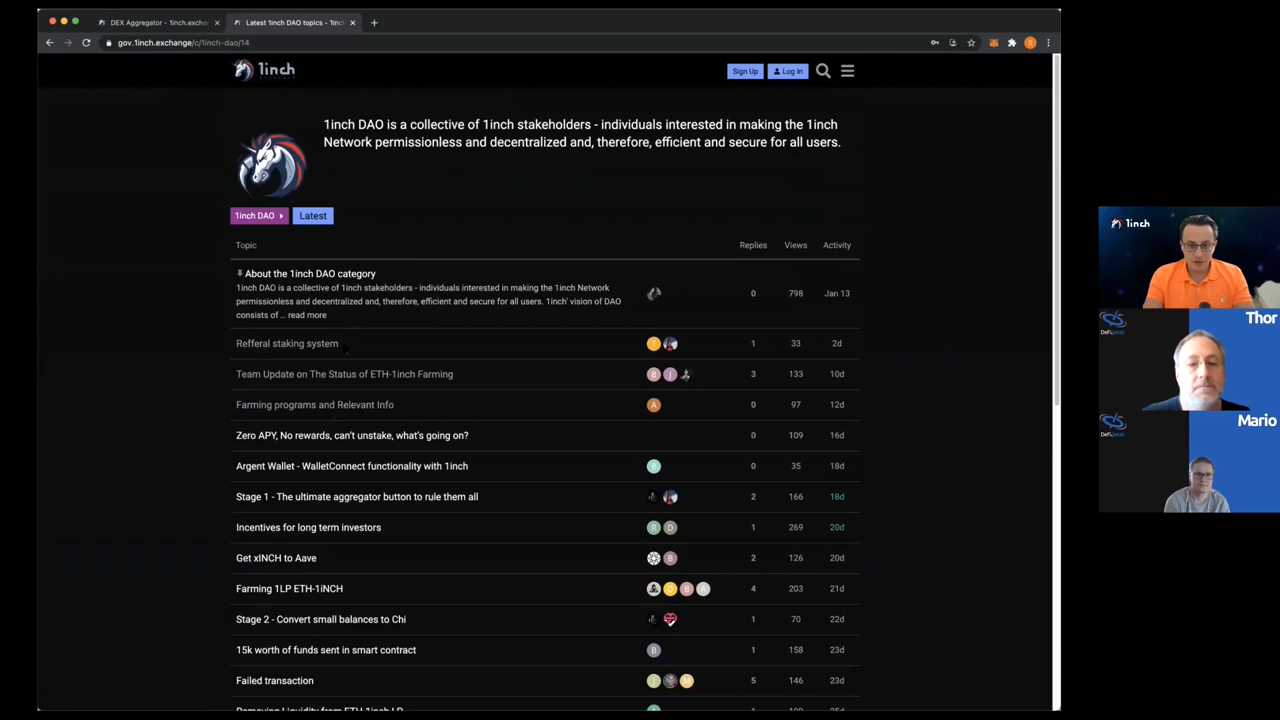 DEX Aggregator - 1inch.exchan
Latest 1inch DAO topics - 1inc
gov.1inch.exchange/c/1inch-dao/14
S
1inch
Sign Up
Log In
1inch DAO is a collective of 1inch stakeholders - individuals interested in making the 1inch
Network permissionless and decentralized and, therefore, efficient and secure for all users.
1inch DAO
Latest
Topic Replies Views Activity
About the 1inch DAO category
1inch DAO is a collective of 1inch stakeholders - individuals interested in making the 1inch Network
permissionless and decentralized and, therefore, efficient and secure for all users. 1inch' vision of DAO
consists of ... read more
0 798 Jan 13
Refferal staking system 1 33 2d
Team Update on The Status of ETH-1inch Farming B J 3 133 10d
Farming programs and Relevant Info A 0 97 12d
Zero APY, No rewards, can't unstake, what's going on? 0 109 16d
Argent Wallet - WalletConnect functionality with 1inch 0 35 18d
Stage 1 - The ultimate aggregator button to rule them all 2 166 18d
Incentives for long term investors R D 1 269 20d
Get xINCH to Aave B 2 126 20d
Farming 1LP ETH-1iNCH B A 4 203 21d
Stage 2 - Convert small balances to Chi 1 70 22d
15k worth of funds sent in smart contract B 1 158 23d
Failed transaction J M 5 146 23d
Removing Liquidity from ETH-1inch LP
1inch
Thor
Mario